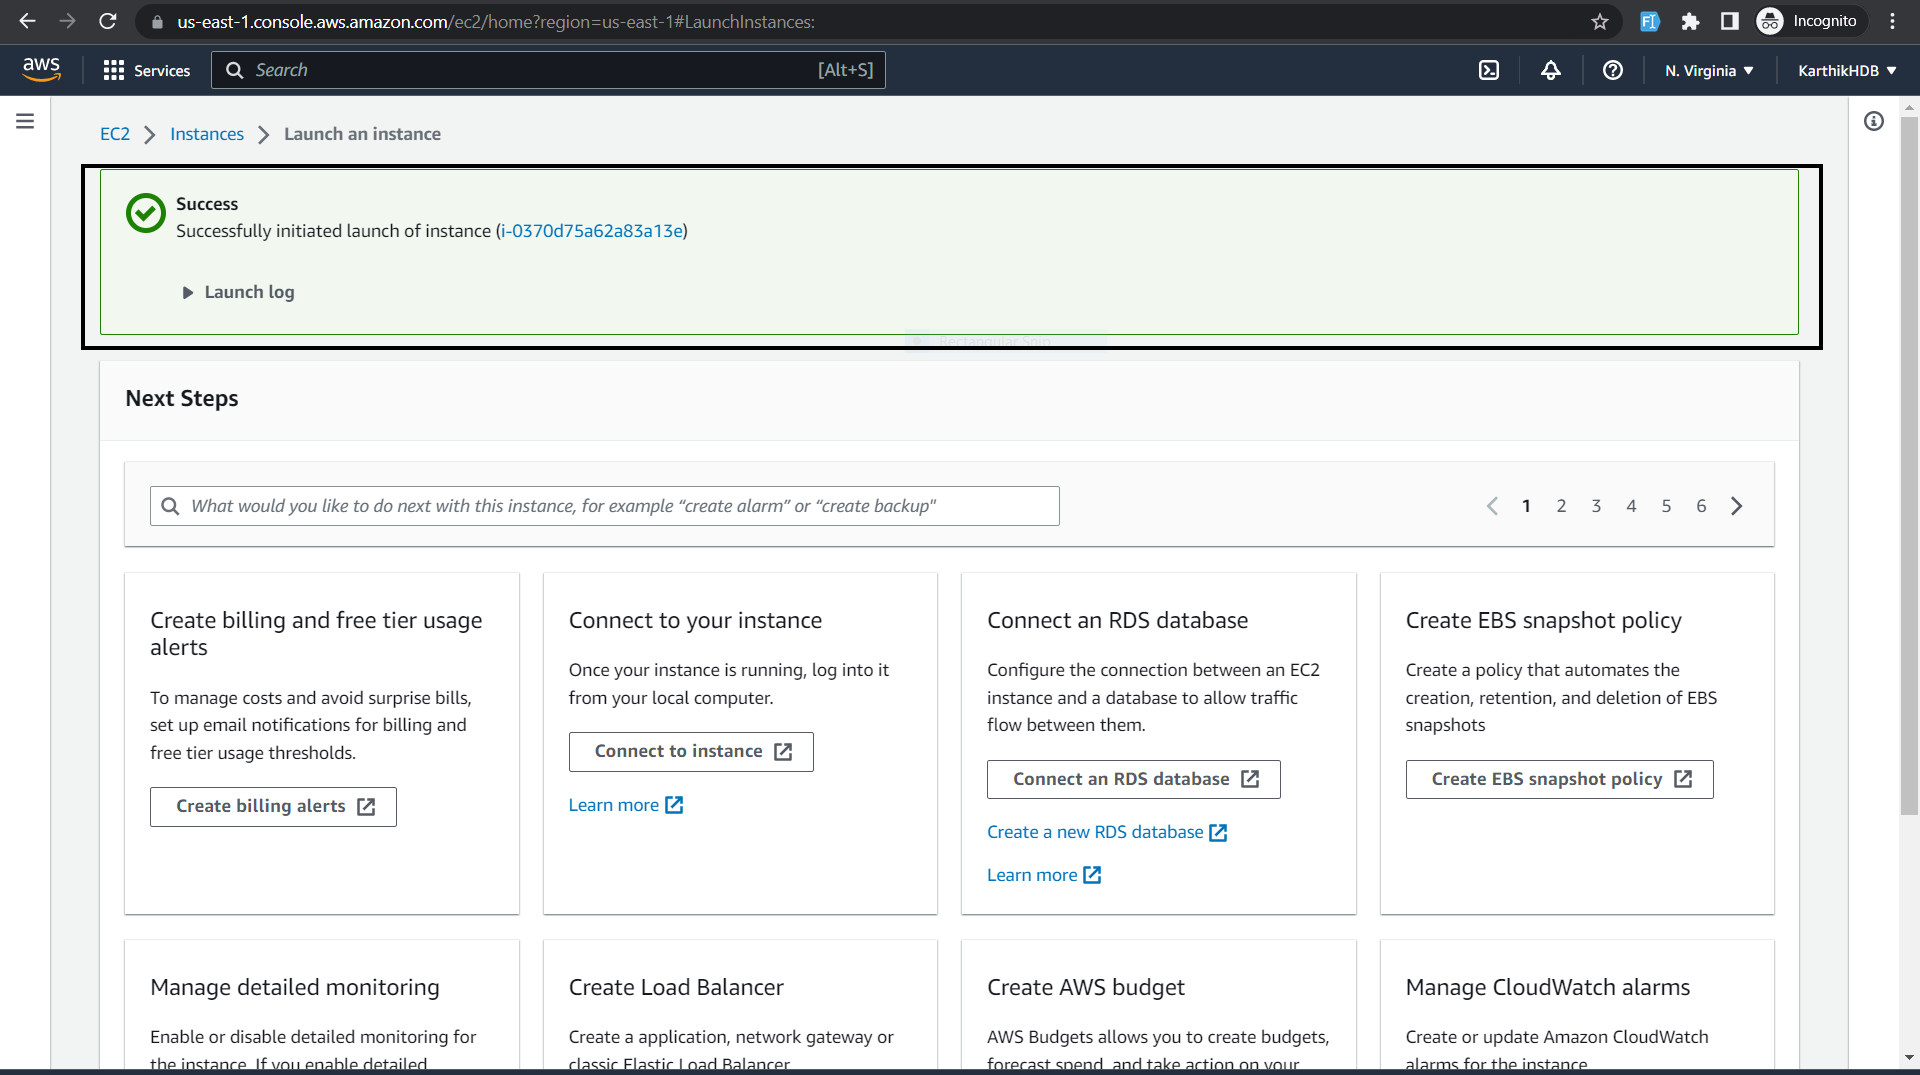 us-east-1.console.aws.amazon.com/ec2/home?region=us-east-1#LaunchInstances:
Incognito
aws
Services
Search
[Alt+S]
N. Virginia
KarthikHDB
EC2
Instances
Launch an instance
Success
Successfully initiated launch of instance (i-0370d75a62a83a13e)
Launch log
Rectangular Snip
Next Steps
What would you like to do next with this instance, for example “create alarm” or “create backup"
1 2 3 4 5 6
Create billing and free tier usage
alerts
To manage costs and avoid surprise bills,
set up email notifications for billing and
free tier usage thresholds.
Create billing alerts
Connect to your instance
Once your instance is running, log into it
from your local computer.
Connect to instance
Learn more
Connect an RDS database
Configure the connection between an EC2
instance and a database to allow traffic
flow between them.
Connect an RDS database
Create a new RDS database
Learn more
Create EBS snapshot policy
Create a policy that automates the
creation, retention, and deletion of EBS
snapshots
Create EBS snapshot policy
Manage detailed monitoring
Enable or disable detailed monitoring for
the instance. If you enable detailed
Create Load Balancer
Create a application, network gateway or
classic Elastic Load Balancer
Create AWS budget
AWS Budgets allows you to create budgets,
forecast spend, and take action on your
Manage CloudWatch alarms
Create or update Amazon CloudWatch
alarms for the instance.